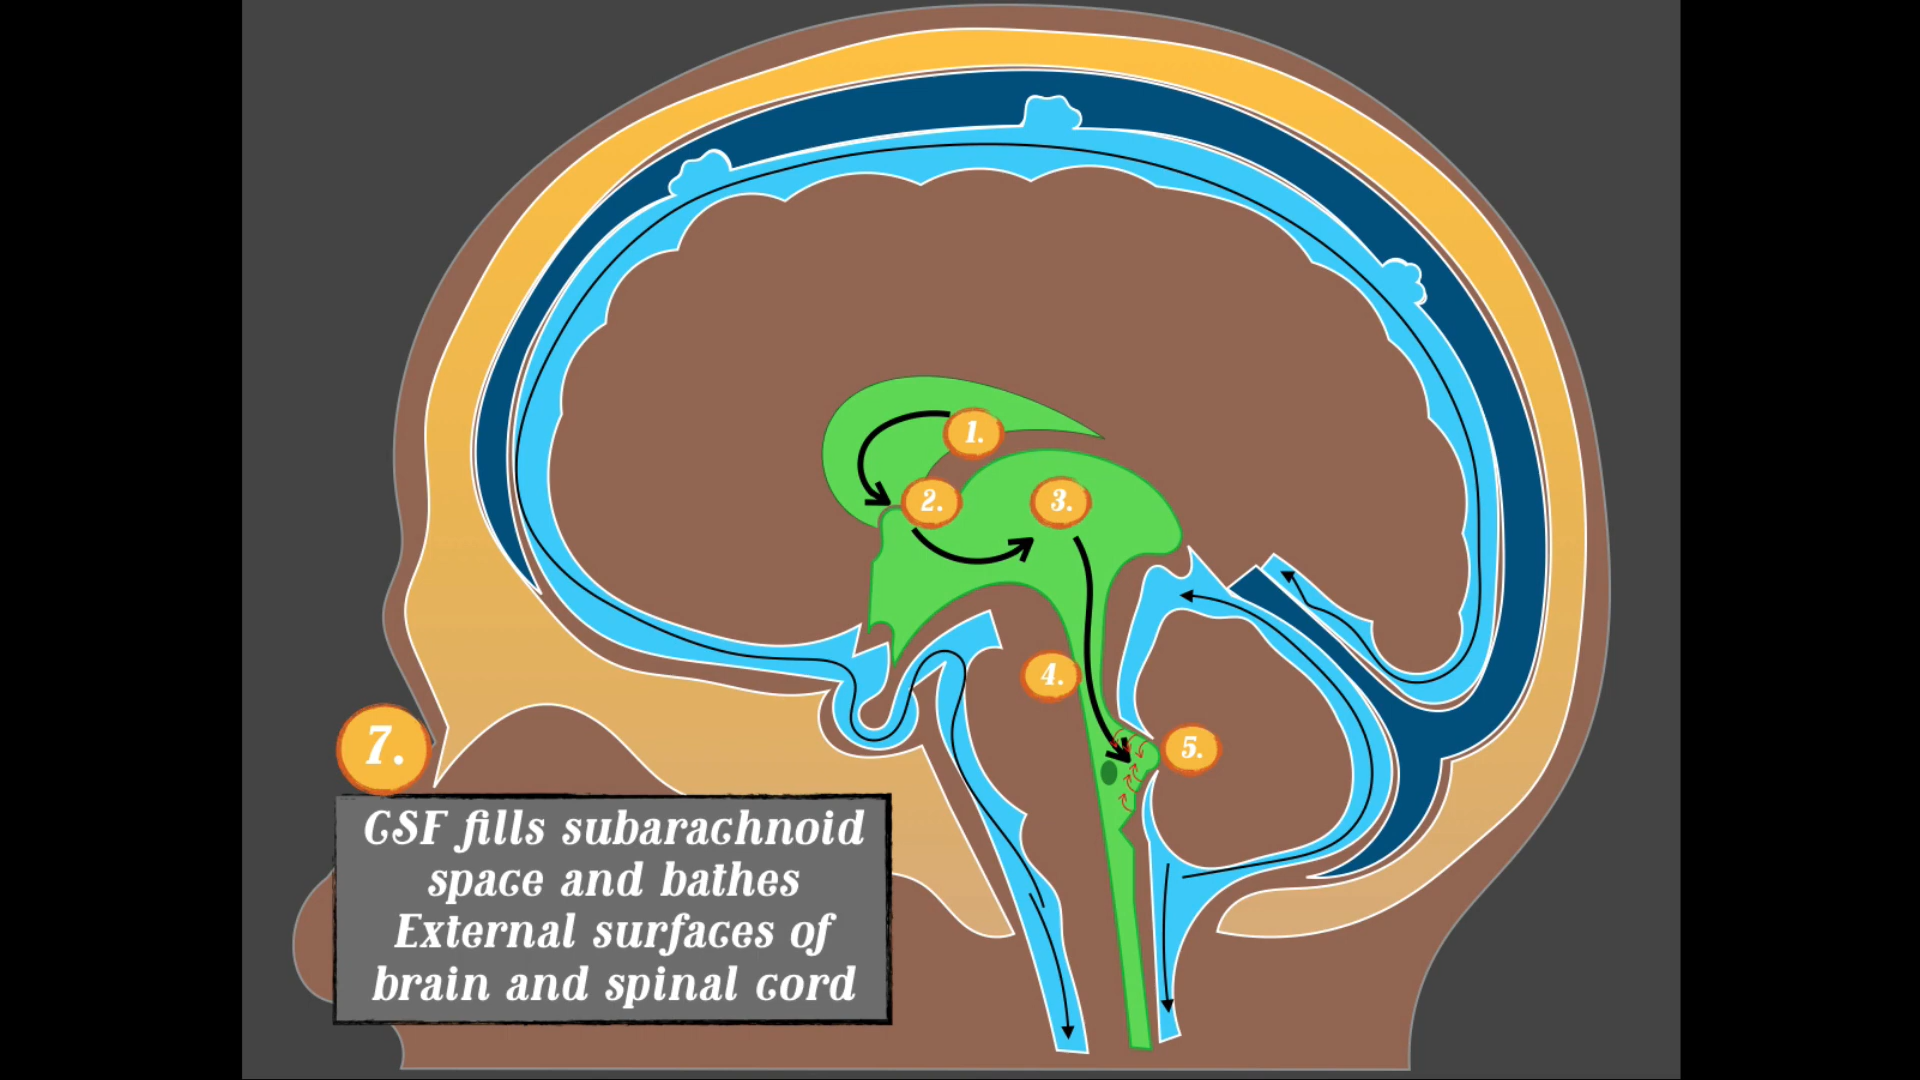 1.
2.
3.
4.
5.
7.
CSF fills subarachnoid
space and bathes
External surfaces of
brain and spinal cord